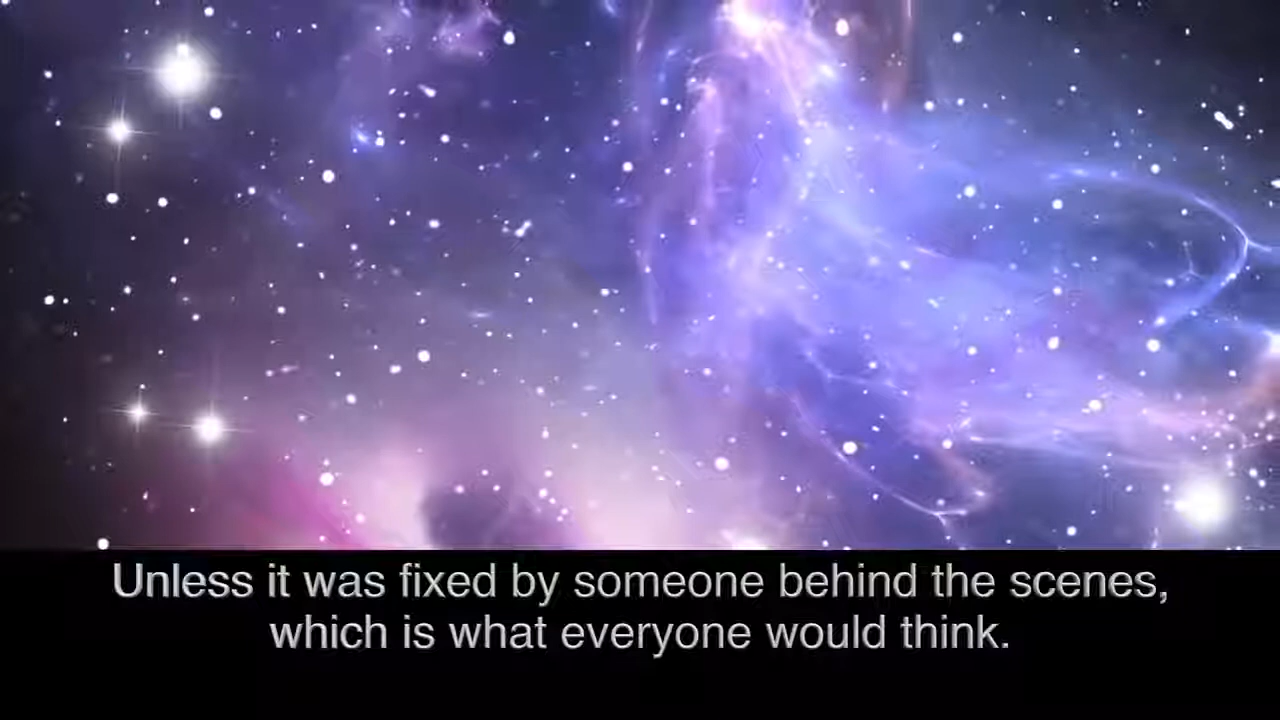 Unless it was fixed by someone behind the scenes,
which is what everyone would think.